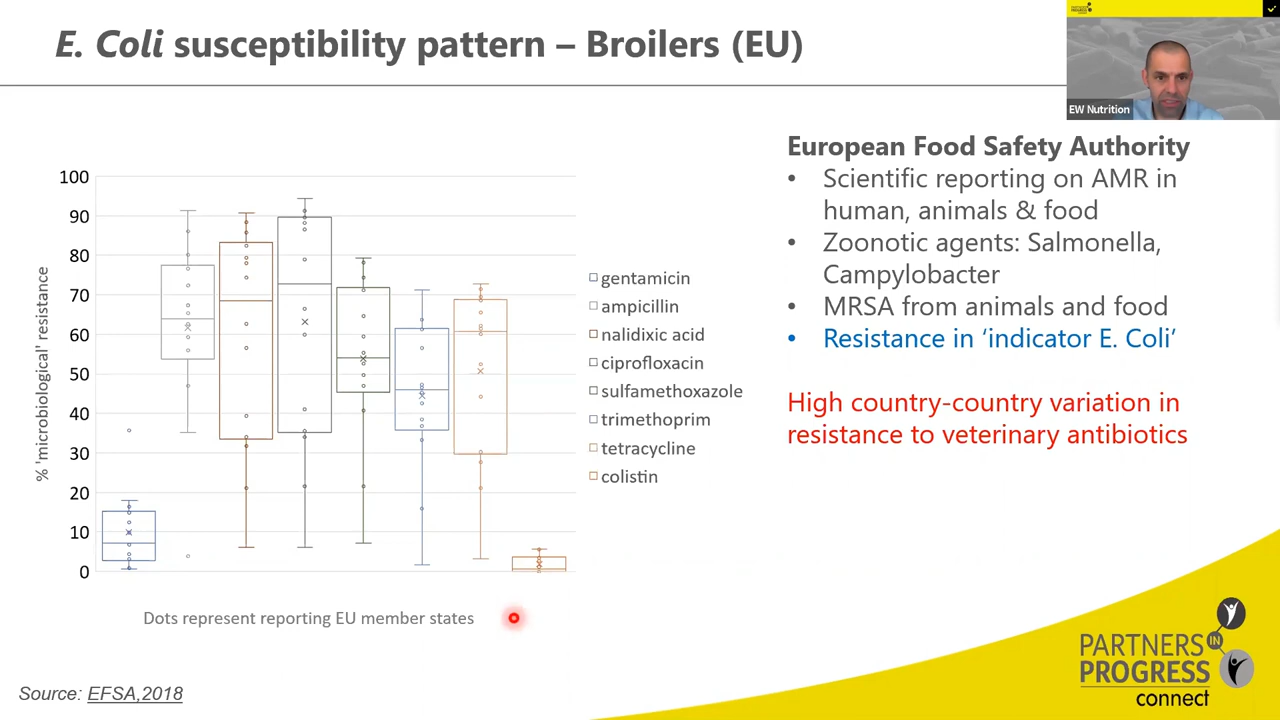 E. Coli susceptibility pattern – Broilers (EU)
PARTNERS IN
PROGRESS
EW Nutrition
European Food Safety Authority
• Scientific reporting on AMR in
human, animals & food
• Zoonotic agents: Salmonella,
Campylobacter
• MRSA from animals and food
• Resistance in ‘indicator E. Coli’
High country-country variation in
resistance to veterinary antibiotics
% 'microbiological' resistance
100
90
80
70
60
50
40
30
20
10
0
gentamicin
ampicillin
nalidixic acid
ciprofloxacin
sulfamethoxazole
trimethoprim
tetracycline
colistin
Dots represent reporting EU member states
Source: EFSA,2018
PARTNERS IN
PROGRESS
connect